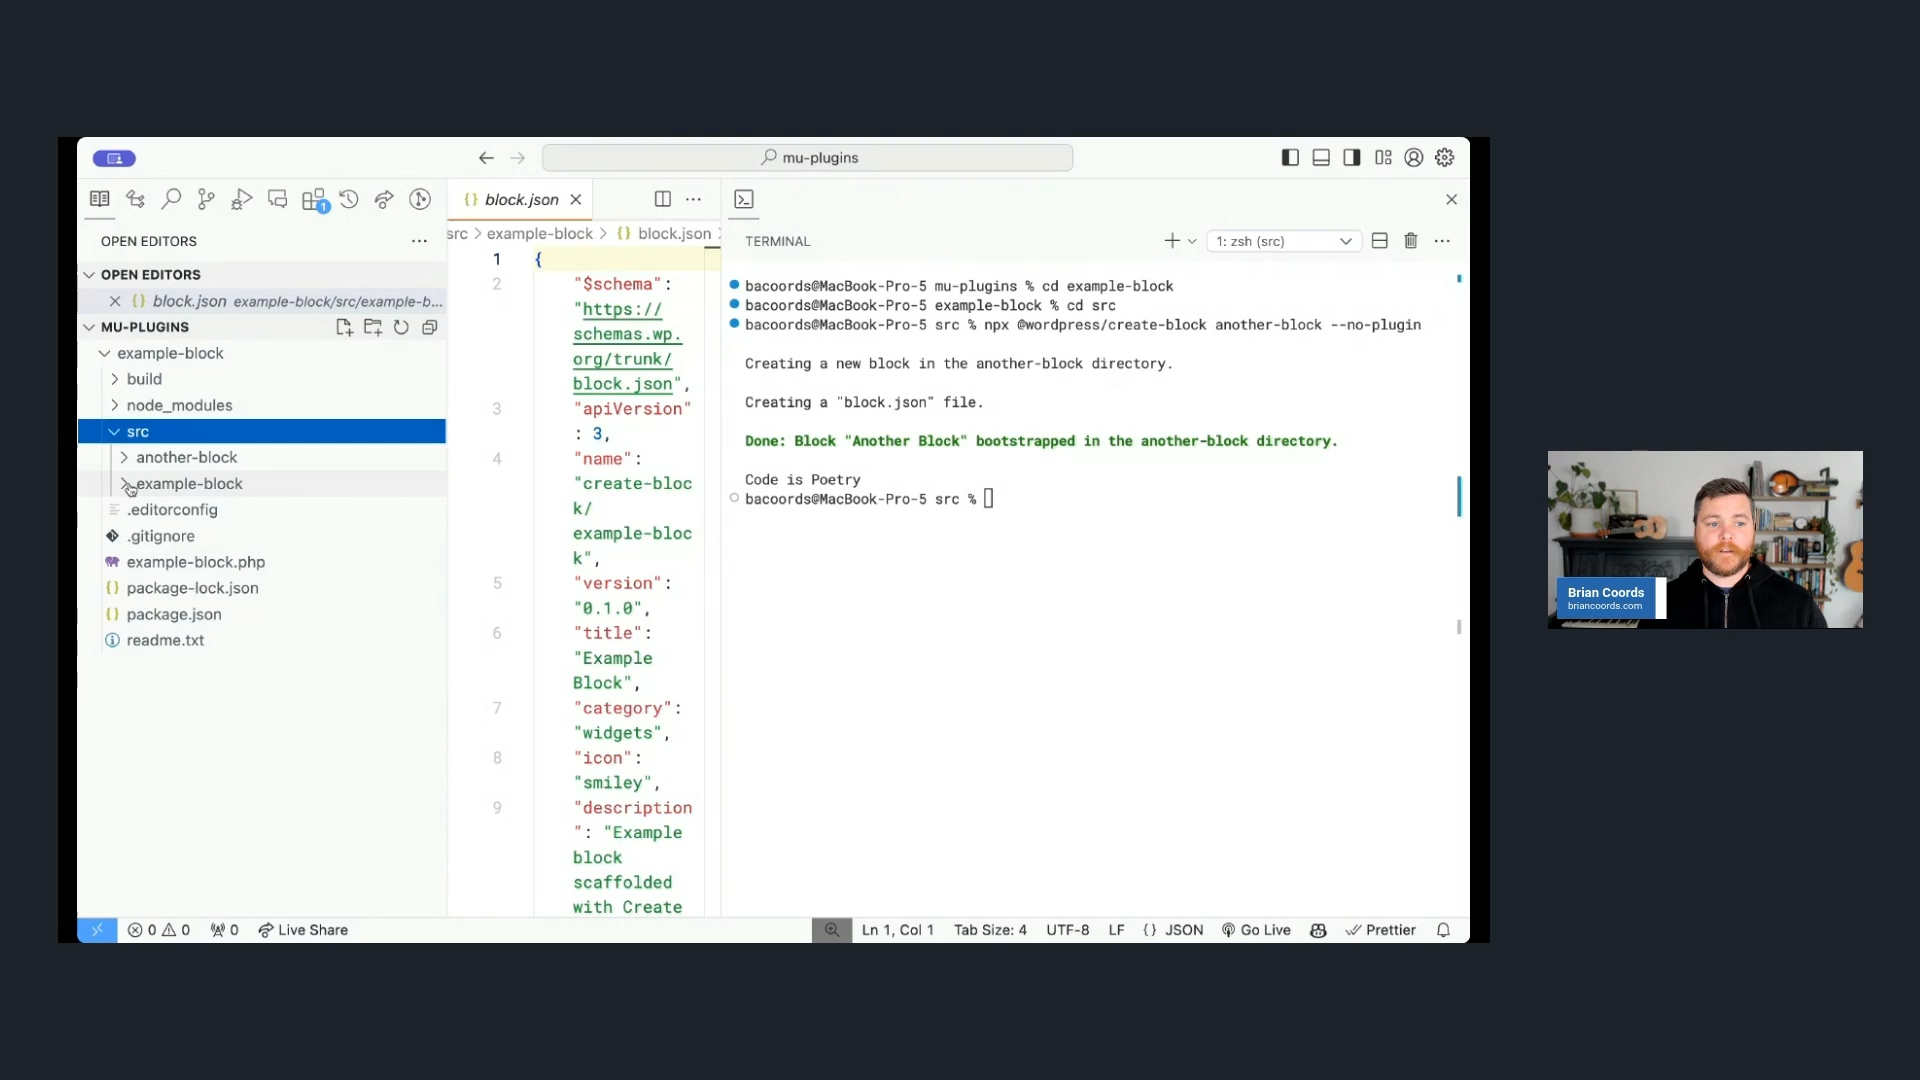 mu-plugins
1
block.json
OPEN EDITORS
OPEN EDITORS
block.json example-block/src/example-b...
MU-PLUGINS
example-block
build
node_modules
src
another-block
example-block
.editorconfig
.gitignore
example-block.php
package-lock.json
package.json
readme.txt
src > example-block > {} block.json
1 {
2 "$schema":
"https://
schemas.wp.
org/trunk/
block.json",
3 "apiVersion"
: 3,
4 "name":
"create-bloc
k/
example-bloc
k",
5 "version":
"0.1.0",
6 "title":
"Example
Block",
7 "category":
"widgets",
8 "icon":
"smiley",
9 "description
": "Example
block
scaffolded
with Create
TERMINAL
1: zsh (src)
bacoords@MacBook-Pro-5 mu-plugins % cd example-block
bacoords@MacBook-Pro-5 example-block % cd src
bacoords@MacBook-Pro-5 src % npx @wordpress/create-block another-block --no-plugin
Creating a new block in the another-block directory.
Creating a "block.json" file.
Done: Block "Another Block" bootstrapped in the another-block directory.
Code is Poetry
bacoords@MacBook-Pro-5 src %
0 0 0 Live Share
Ln 1, Col 1 Tab Size: 4 UTF-8 LF {} JSON Go Live Prettier
Brian Coords
briancoords.com